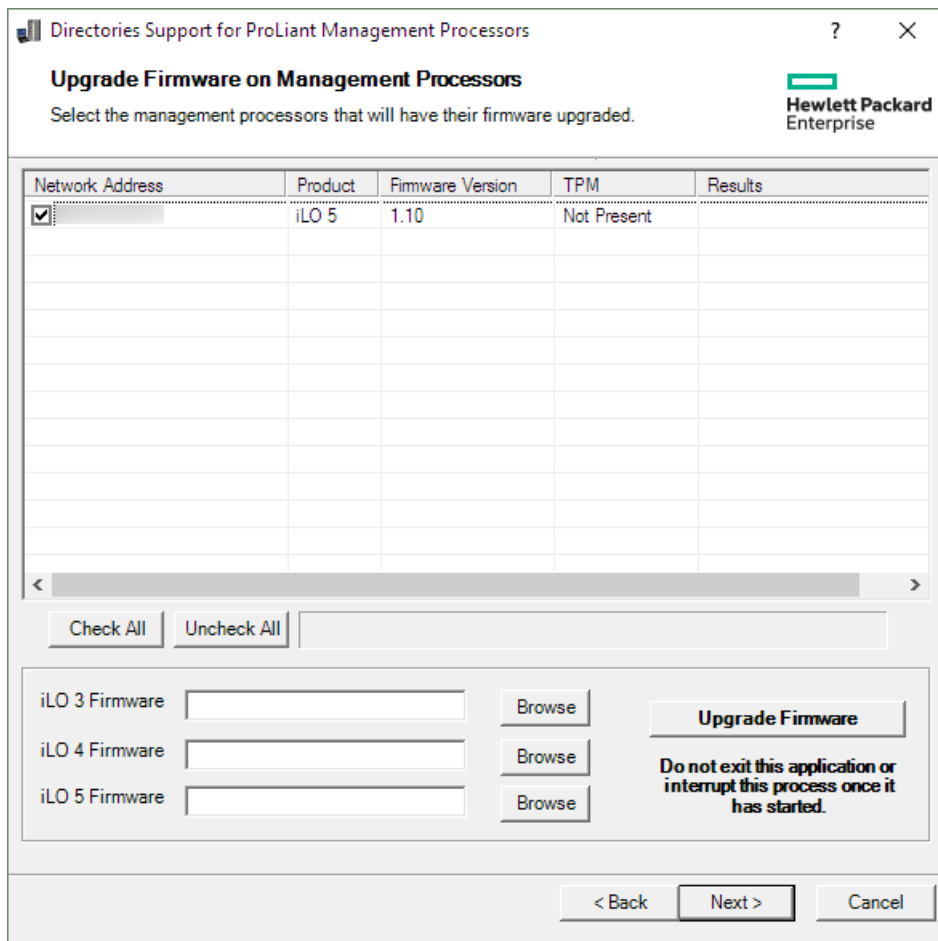 Directories Support for ProLiant Management Processors
Upgrade Firmware on Management Processors
Select the management processors that will have their firmware upgraded.
Hewlett Packard
Enterprise
Network Address Product Firmware Version TPM Results
iLO 5 1.10 Not Present
Check All Uncheck All
iLO 3 Firmware Browse
Upgrade Firmware
iLO 4 Firmware Browse
Do not exit this application or
interrupt this process once it
has started.
iLO 5 Firmware Browse
< Back Next > Cancel